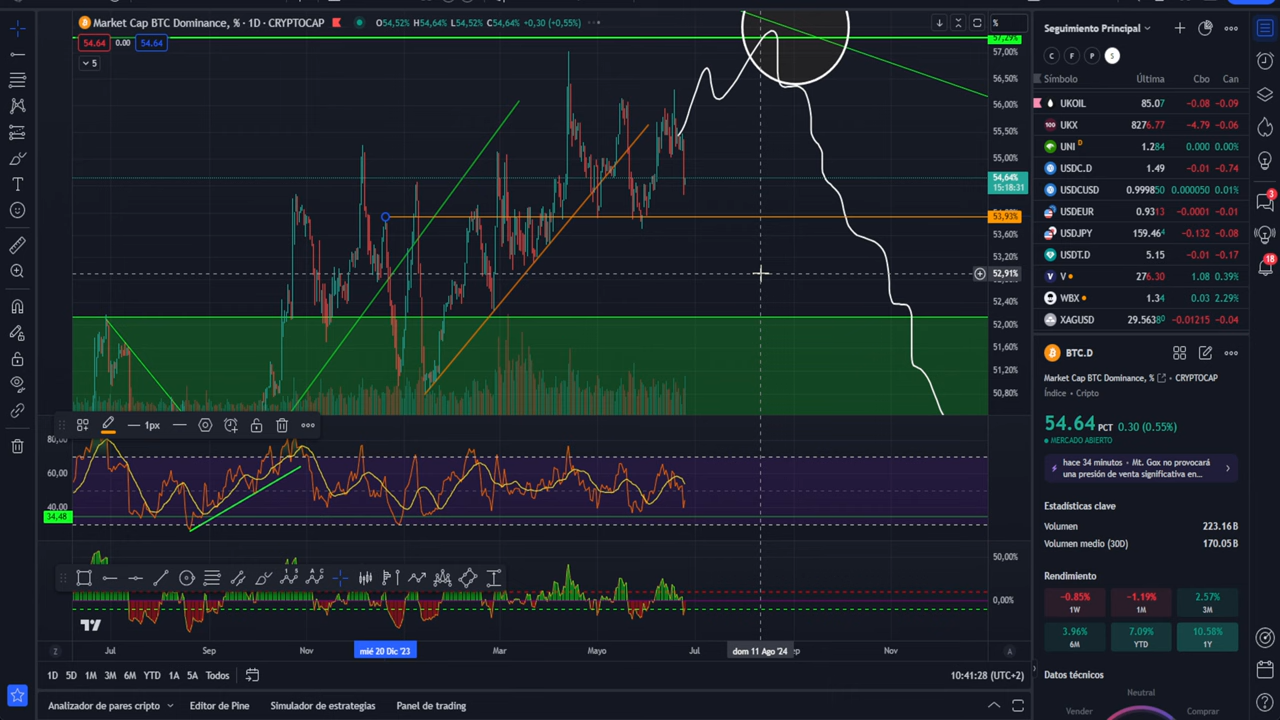 Market Cap BTC Dominance, % · 1D · CRYPTOCAP
O54,52% H54,64% L54,52% C54,64% +0,30 (+0,55%)
54.64 0.00 54.64
5
%
57,29%
57,00%
56,50%
56,00%
55,50%
55,00%
54,64%
15:18:31
53,93%
53,60%
53,20%
52,91%
52,40%
52,00%
51,60%
51,20%
50,80%
1px
80,00
60,00
40,00
34,48
50,00%
0,00%
Jul Sep Nov mié 20 Dic '23 Mar Mayo Jul dom 11 Ago '24 Nov
Z A
1D 5D 1M 3M 6M YTD 1A 5A Todos
10:41:28 (UTC+2)
Analizador de pares cripto Editor de Pine Simulador de estrategias Panel de trading
Seguimiento Principal
C F P S
Símbolo Última Cbo Can
UKOIL 85.07 -0.08 -0.09
UKX 8276.77 -4.79 -0.06
UNI D 1.284 0.000 0.00%
USDC.D 1.49 -0.01 -0.74
USDCUSD 0.999850 0.000050 0.01%
USDEUR 0.9313 -0.0001 -0.01
USDJPY 159.464 -0.132 -0.08
USDT.D 5.15 -0.01 -0.17
V 276.30 1.08 0.39%
WBX 1.34 0.03 2.29%
XAGUSD 29.56380 -0.01215 -0.04
3
18
BTC.D
Market Cap BTC Dominance, % · CRYPTOCAP
Índice • Cripto
54.64 PCT 0.30 (0.55%)
MERCADO ABIERTO
hace 34 minutos • Mt. Gox no provocará
una presión de venta significativa en...
Estadísticas clave
Volumen 223.16B
Volumen medio (30D) 170.05B
Rendimiento
-0.85% -1.19% 2.57%
1W 1M 3M
3.96% 7.09% 10.58%
6M YTD 1Y
Datos técnicos
Neutral
Vender Comprar